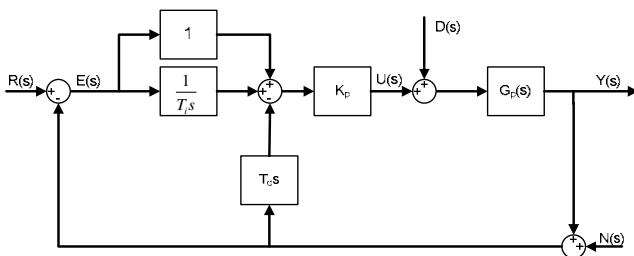 1
D(s)
R(s)
+
-
E(s)
1
T_i s
+
+
-
K_p
U(s)
+
+
G_p(s)
Y(s)
T_d s
+
+
N(s)